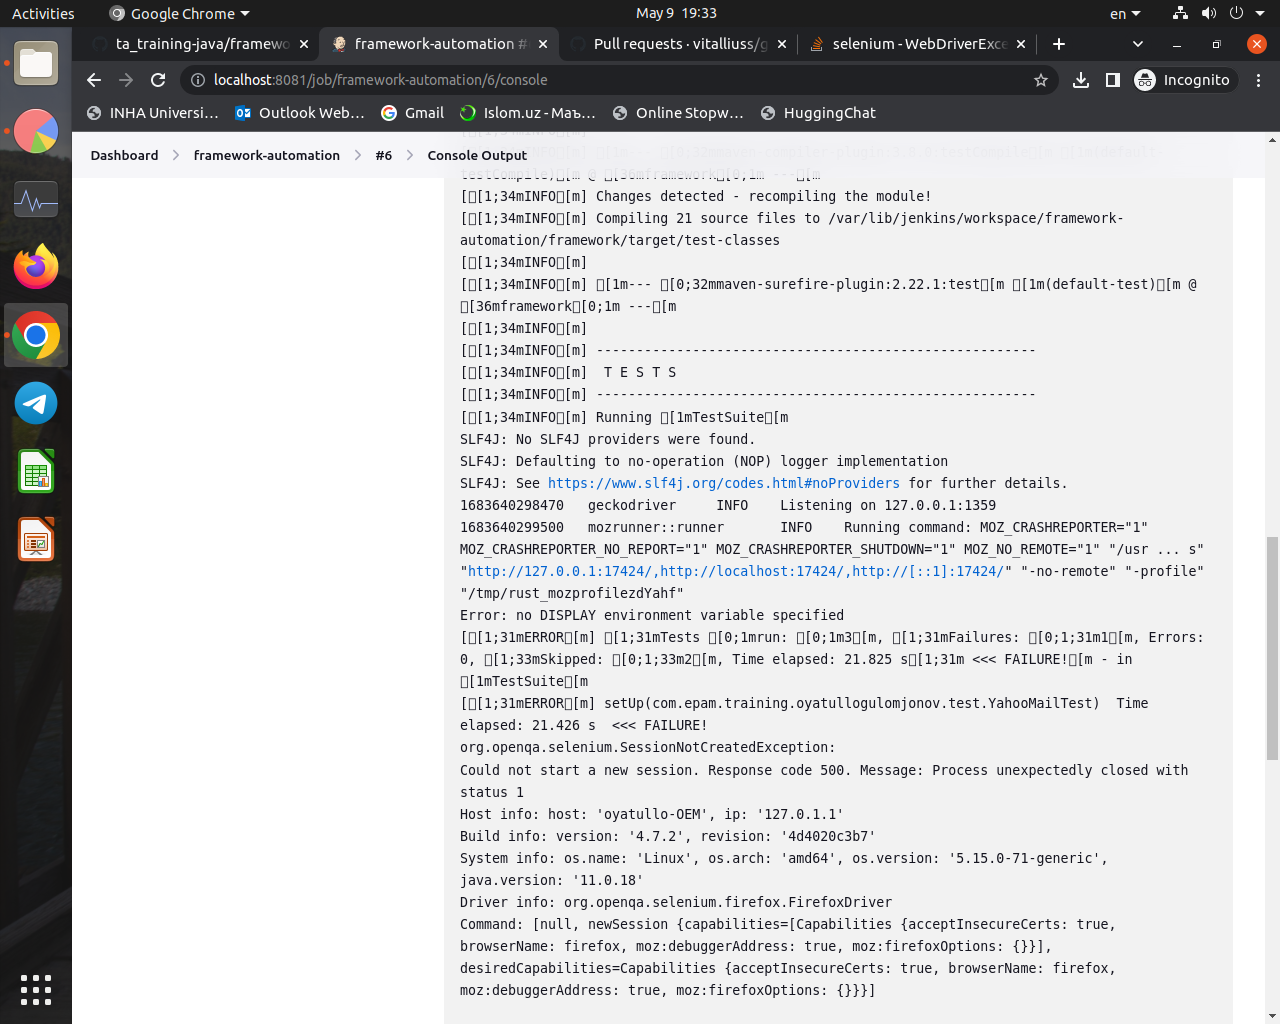 Activities
Google Chrome
May 9 19:33
en
ta_training-java/framewo
framework-automation #
Pull requests · vitalliuss/g
selenium - WebDriverExce
localhost:8081/job/framework-automation/6/console
Incognito
INHA Universi...
Outlook Web...
Gmail
Islom.uz - Маъ...
Online Stopw...
HuggingChat
Dashboard
framework-automation
#6
Console Output
testCompile)[m @ [36mframework[0;1m ---[m
[[1;34mINFO[m] Changes detected - recompiling the module!
[[1;34mINFO[m] Compiling 21 source files to /var/lib/jenkins/workspace/framework-
automation/framework/target/test-classes
[[1;34mINFO[m]
[[1;34mINFO[m] [1m--- [0;32mmaven-surefire-plugin:2.22.1:test[m [1m(default-test)[m @
[36mframework[0;1m ---[m
[[1;34mINFO[m]
[[1;34mINFO[m] -------------------------------------------------------
[[1;34mINFO[m]  T E S T S
[[1;34mINFO[m] -------------------------------------------------------
[[1;34mINFO[m] Running [1mTestSuite[m
SLF4J: No SLF4J providers were found.
SLF4J: Defaulting to no-operation (NOP) logger implementation
SLF4J: See https://www.slf4j.org/codes.html#noProviders for further details.
1683640298470	geckodriver	INFO	Listening on 127.0.0.1:1359
1683640299500	mozrunner::runner	INFO	Running command: MOZ_CRASHREPORTER="1"
MOZ_CRASHREPORTER_NO_REPORT="1" MOZ_CRASHREPORTER_SHUTDOWN="1" MOZ_NO_REMOTE="1" "/usr ... s"
"http://127.0.0.1:17424/,http://localhost:17424/,http://[::1]:17424/" "-no-remote" "-profile"
"/tmp/rust_mozprofilezdYahf"
Error: no DISPLAY environment variable specified
[[1;31mERROR[m] [1;31mTests [0;1mrun: [0;1m3[m, [1;31mFailures: [0;1;31m1[m, Errors:
0, [1;33mSkipped: [0;1;33m2[m, Time elapsed: 21.825 s[1;31m <<< FAILURE![m - in
[1mTestSuite[m
[[1;31mERROR[m] setUp(com.epam.training.oyatullogulomjonov.test.YahooMailTest)  Time
elapsed: 21.426 s  <<< FAILURE!
org.openqa.selenium.SessionNotCreatedException:
Could not start a new session. Response code 500. Message: Process unexpectedly closed with
status 1
Host info: host: 'oyatullo-OEM', ip: '127.0.1.1'
Build info: version: '4.7.2', revision: '4d4020c3b7'
System info: os.name: 'Linux', os.arch: 'amd64', os.version: '5.15.0-71-generic',
java.version: '11.0.18'
Driver info: org.openqa.selenium.firefox.FirefoxDriver
Command: [null, newSession {capabilities=[Capabilities {acceptInsecureCerts: true,
browserName: firefox, moz:debuggerAddress: true, moz:firefoxOptions: {}}],
desiredCapabilities=Capabilities {acceptInsecureCerts: true, browserName: firefox,
moz:debuggerAddress: true, moz:firefoxOptions: {}}}]